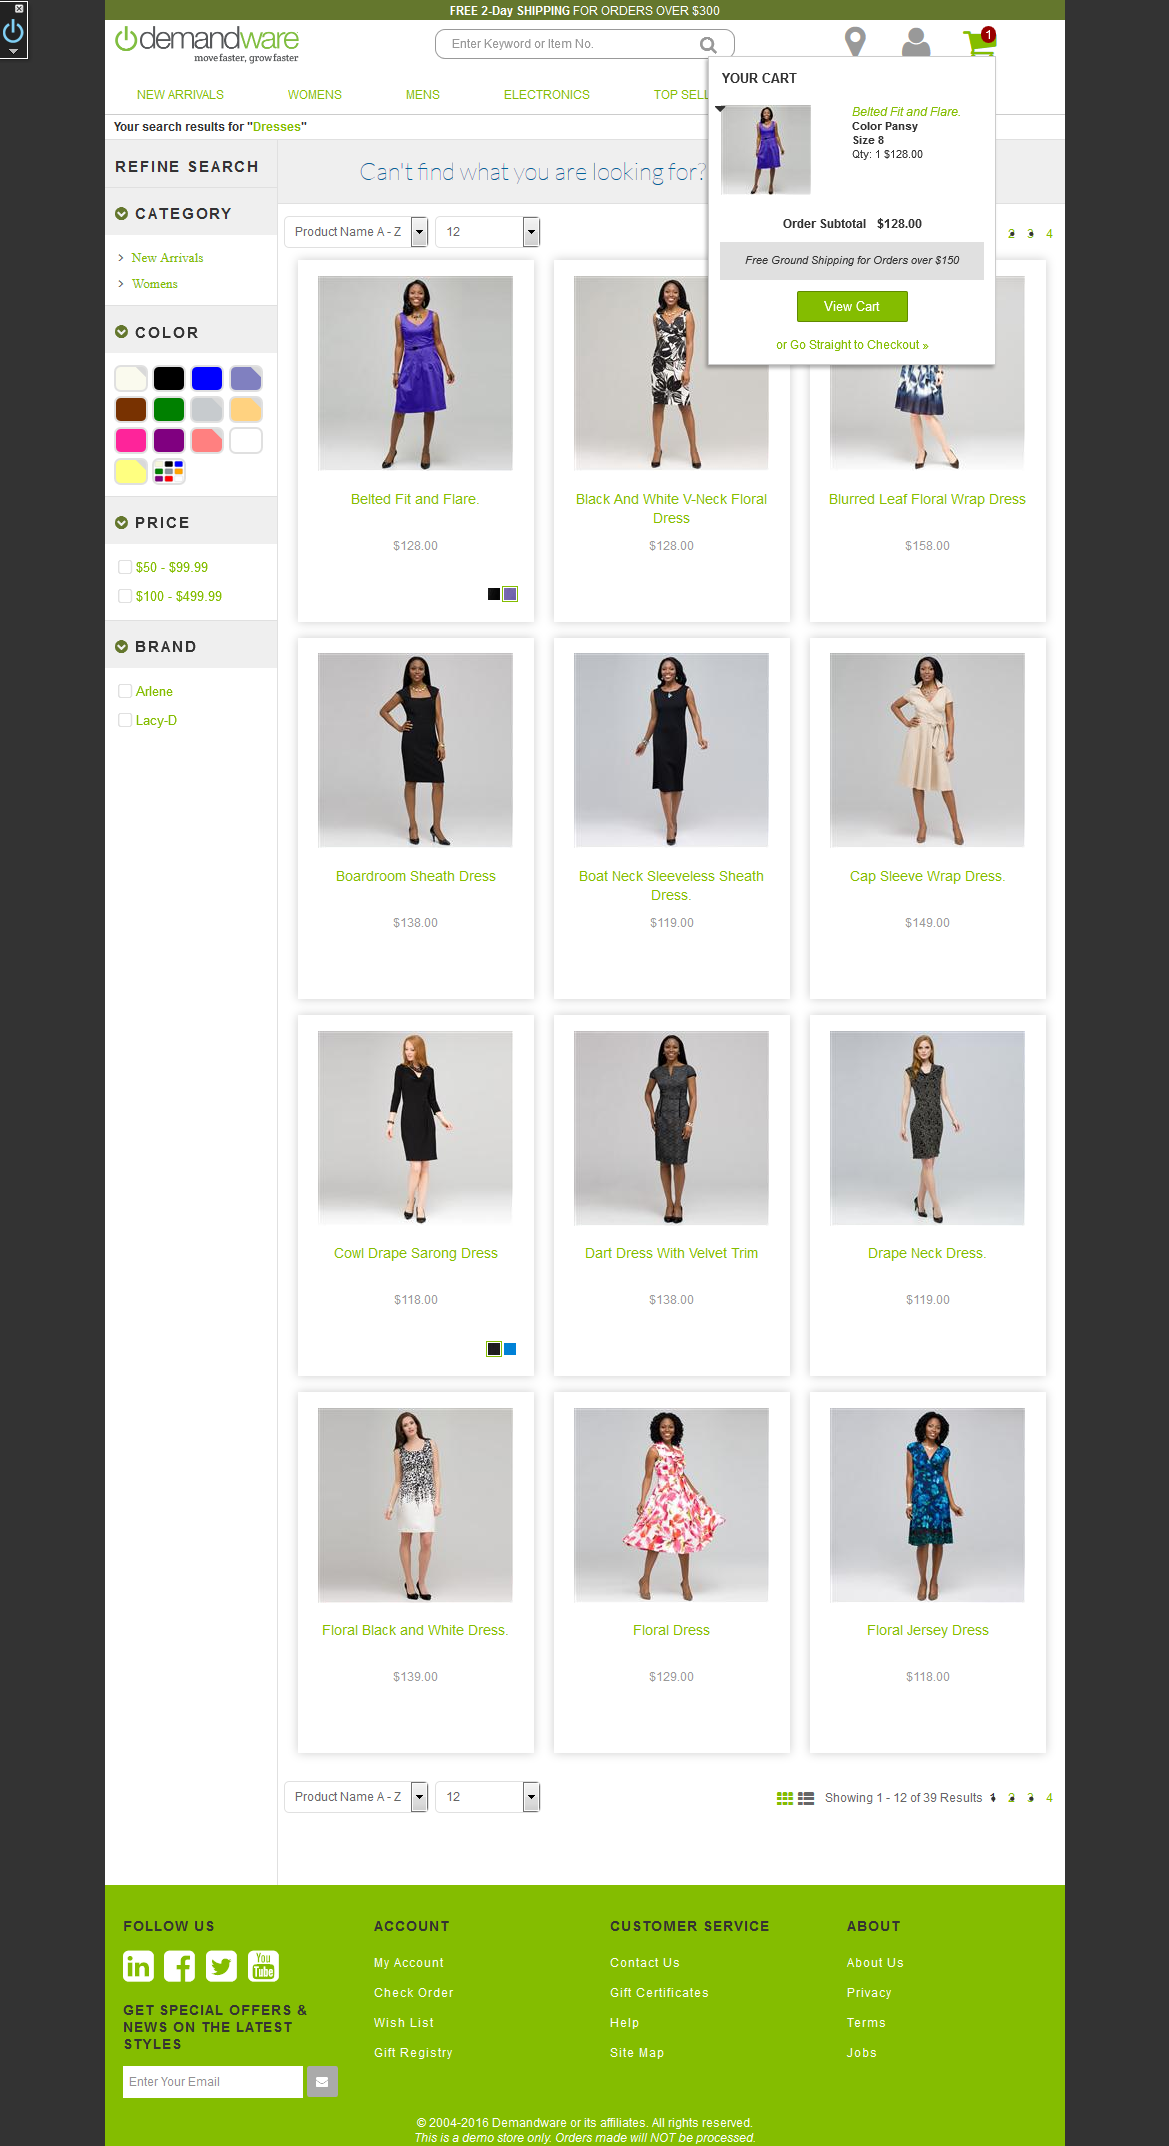 FREE 2-Day SHIPPING FOR ORDERS OVER $300
demandware
move faster, grow faster
Enter Keyword or Item No.
1
NEW ARRIVALS
WOMENS
MENS
ELECTRONICS
TOP SELL
YOUR CART
Belted Fit and Flare.
Color Pansy
Size 8
Qty: 1 $128.00
Order Subtotal $128.00
Free Ground Shipping for Orders over $150
View Cart
or Go Straight to Checkout »
Your search results for "Dresses"
REFINE SEARCH
CATEGORY
New Arrivals
Womens
COLOR
PRICE
$50 - $99.99
$100 - $499.99
BRAND
Arlene
Lacy-D
Can't find what you are looking for?
Product Name A - Z
12
2 3 4
Belted Fit and Flare.
$128.00
Black And White V-Neck Floral
Dress
$128.00
Blurred Leaf Floral Wrap Dress
$158.00
Boardroom Sheath Dress
$138.00
Boat Neck Sleeveless Sheath
Dress.
$119.00
Cap Sleeve Wrap Dress.
$149.00
Cowl Drape Sarong Dress
$118.00
Dart Dress With Velvet Trim
$138.00
Drape Neck Dress.
$119.00
Floral Black and White Dress.
$139.00
Floral Dress
$129.00
Floral Jersey Dress
$118.00
Product Name A - Z
12
Showing 1 - 12 of 39 Results 1 2 3 4
FOLLOW US
in
You
Tube
GET SPECIAL OFFERS &
NEWS ON THE LATEST
STYLES
Enter Your Email
ACCOUNT
My Account
Check Order
Wish List
Gift Registry
CUSTOMER SERVICE
Contact Us
Gift Certificates
Help
Site Map
ABOUT
About Us
Privacy
Terms
Jobs
© 2004-2016 Demandware or its affiliates. All rights reserved.
This is a demo store only. Orders made will NOT be processed.